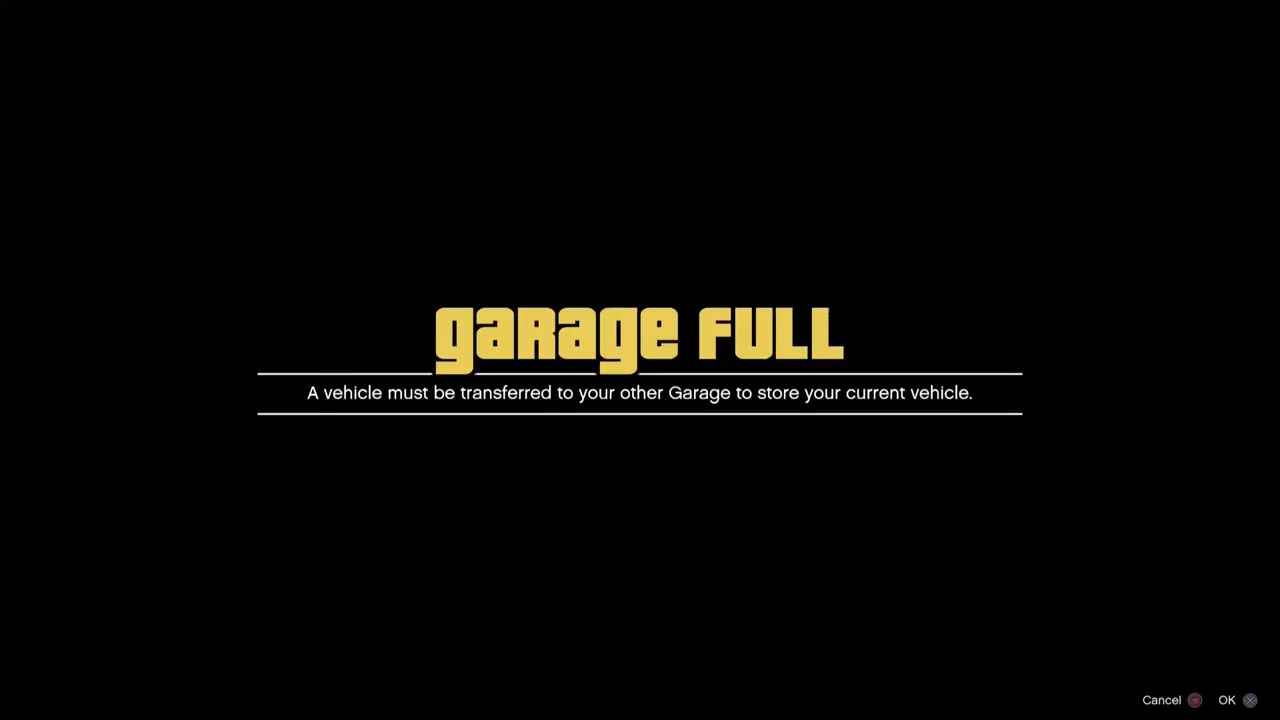 garage FULL
A vehicle must be transferred to your other Garage to store your current vehicle.
Cancel OK